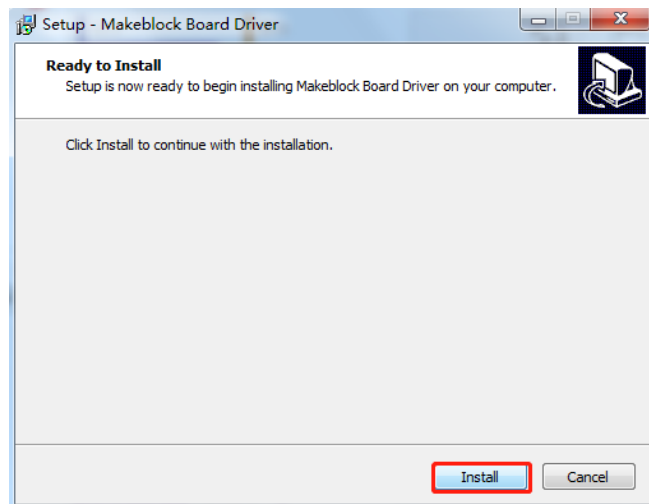 Setup - Makeblock Board Driver
Ready to Install
Setup is now ready to begin installing Makeblock Board Driver on your computer.
Click Install to continue with the installation.
Install
Cancel